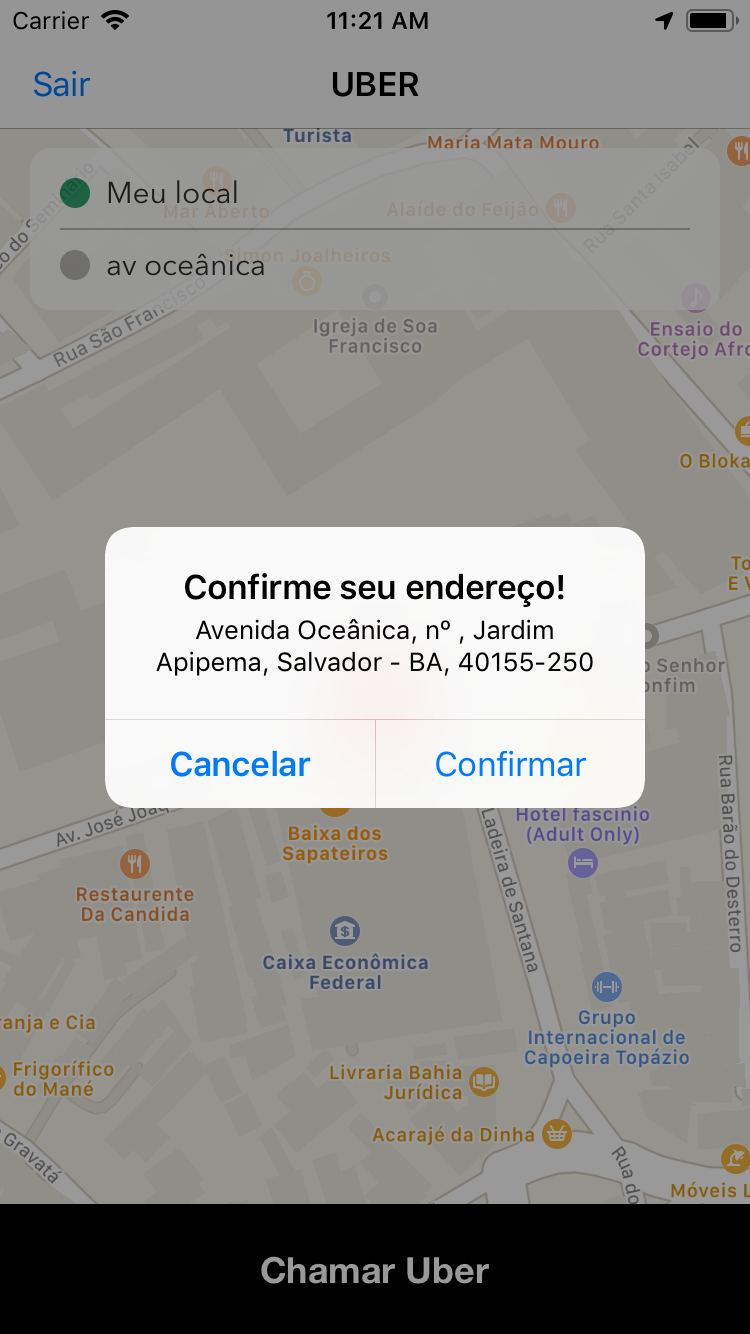 Carrier 11:21 AM
Sair UBER
Turista
Maria Mata Mouro
Meu local
Mar Aberto
Alaíde do Feijão
Rua Santa Isabel
av oceânica
Simon Joalheiros
Rua São Francisco
Igreja de Soa
Francisco
Ensaio do
Cortejo Afro
O Bloka
To
E V
Confirme seu endereço!
Avenida Oceânica, nº , Jardim
Apipema, Salvador - BA, 40155-250
o Senhor
onfim
Cancelar Confirmar
Av. José Joaq
Baixa dos
Sapateiros
Hotel fascinio
(Adult Only)
Ladeira de Santana
Rua Barão do Desterro
Restaurente
Da Candida
Caixa Econômica
Federal
Grupo
Internacional de
Capoeira Topázio
ranja e Cia
Frigorífico
do Mané
Livraria Bahia
Jurídica
Acarajé da Dinha
Gravatá
Rua do
Móveis L
Chamar Uber